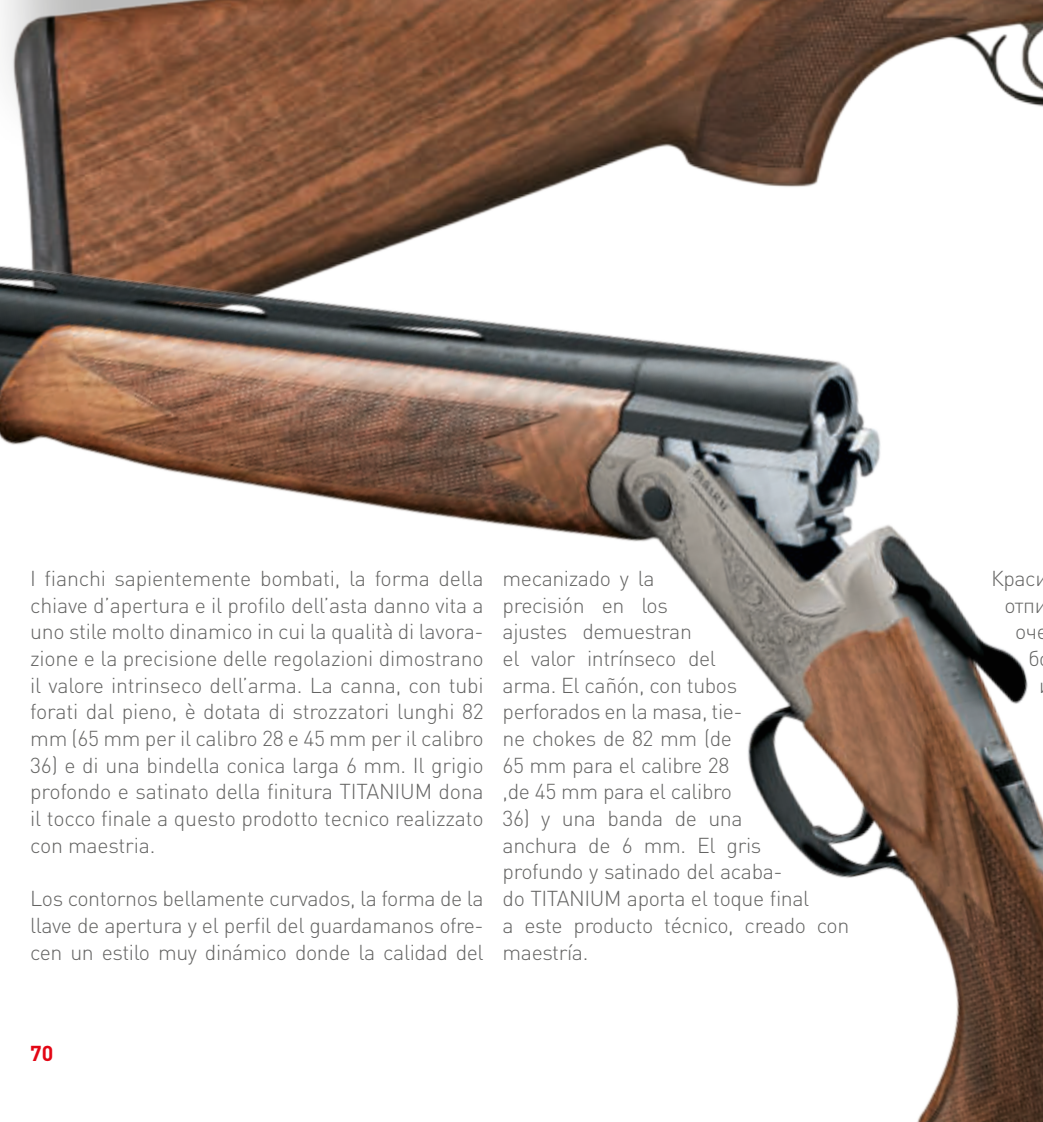 I fianchi sapientemente bombati, la forma della
chiave d’apertura e il profilo dell’asta danno vita a
uno stile molto dinamico in cui la qualità di lavora-
zione e la precisione delle regolazioni dimostrano
il valore intrinseco dell’arma. La canna, con tubi
forati dal pieno, è dotata di strozzatori lunghi 82
mm (65 mm per il calibro 28 e 45 mm per il calibro
36) e di una bindella conica larga 6 mm. Il grigio
profondo e satinato della finitura TITANIUM dona
il tocco finale a questo prodotto tecnico realizzato
con maestria.
Los contornos bellamente curvados, la forma de la
llave de apertura y el perfil del guardamanos ofre-
cen un estilo muy dinámico donde la calidad del
mecanizado y la
precisión en los
ajustes demuestran
el valor intrínseco del
arma. El cañón, con tubos
perforados en la masa, tie-
ne chokes de 82 mm (de
65 mm para el calibre 28
,de 45 mm para el calibro
36) y una banda de una
anchura de 6 mm. El gris
profundo y satinado del acaba-
do TITANIUM aporta el toque final
a este producto técnico, creado con
maestría.
Краси
отпи
оче
бо
70